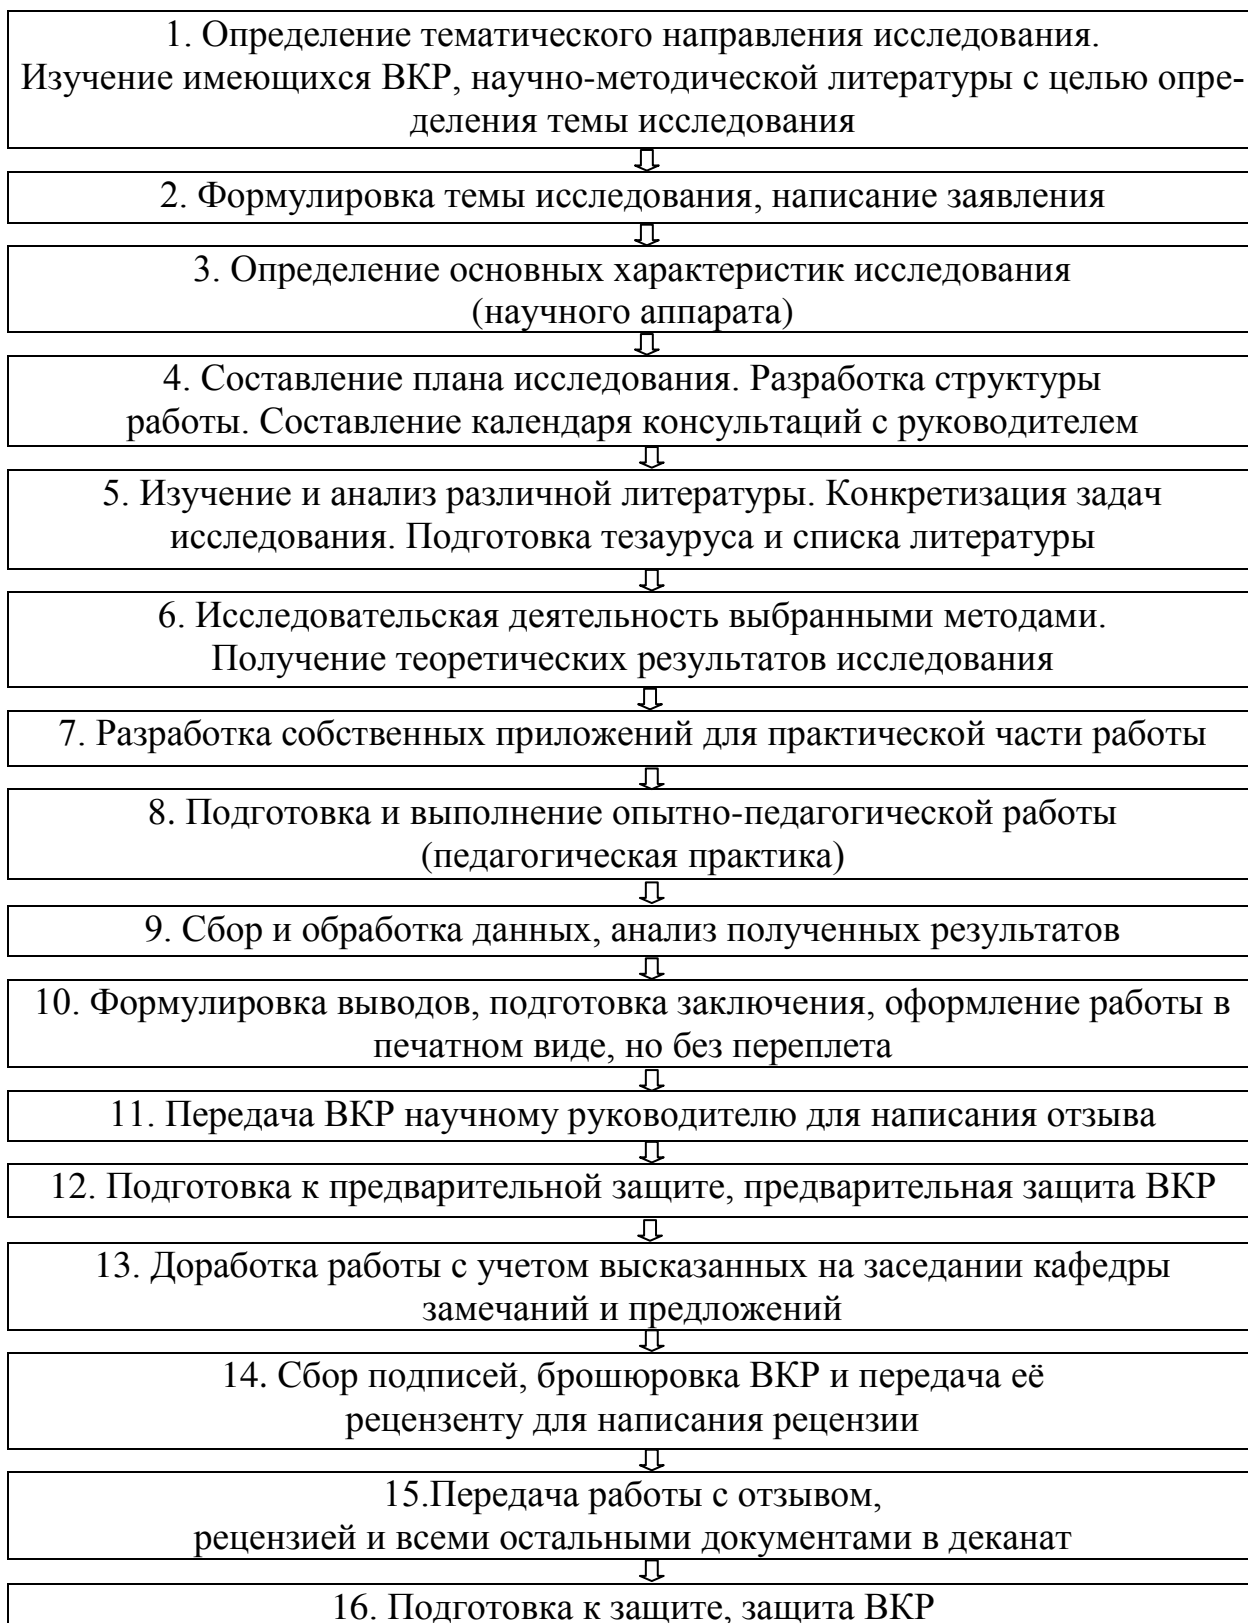 1. Определение тематического направления исследования.
Изучение имеющихся ВКР, научно-методической литературы с целью опре-
деления темы исследования
2. Формулировка темы исследования, написание заявления
3. Определение основных характеристик исследования
(научного аппарата)
4. Составление плана исследования. Разработка структуры
работы. Составление календаря консультаций с руководителем
5. Изучение и анализ различной литературы. Конкретизация задач
исследования. Подготовка тезауруса и списка литературы
6. Исследовательская деятельность выбранными методами.
Получение теоретических результатов исследования
7. Разработка собственных приложений для практической части работы
8. Подготовка и выполнение опытно-педагогической работы
(педагогическая практика)
9. Сбор и обработка данных, анализ полученных результатов
10. Формулировка выводов, подготовка заключения, оформление работы в
печатном виде, но без переплета
11. Передача ВКР научному руководителю для написания отзыва
12. Подготовка к предварительной защите, предварительная защита ВКР
13. Доработка работы с учетом высказанных на заседании кафедры
замечаний и предложений
14. Сбор подписей, брошюровка ВКР и передача её
рецензенту для написания рецензии
15.Передача работы с отзывом,
рецензией и всеми остальными документами в деканат
16. Подготовка к защите, защита ВКР